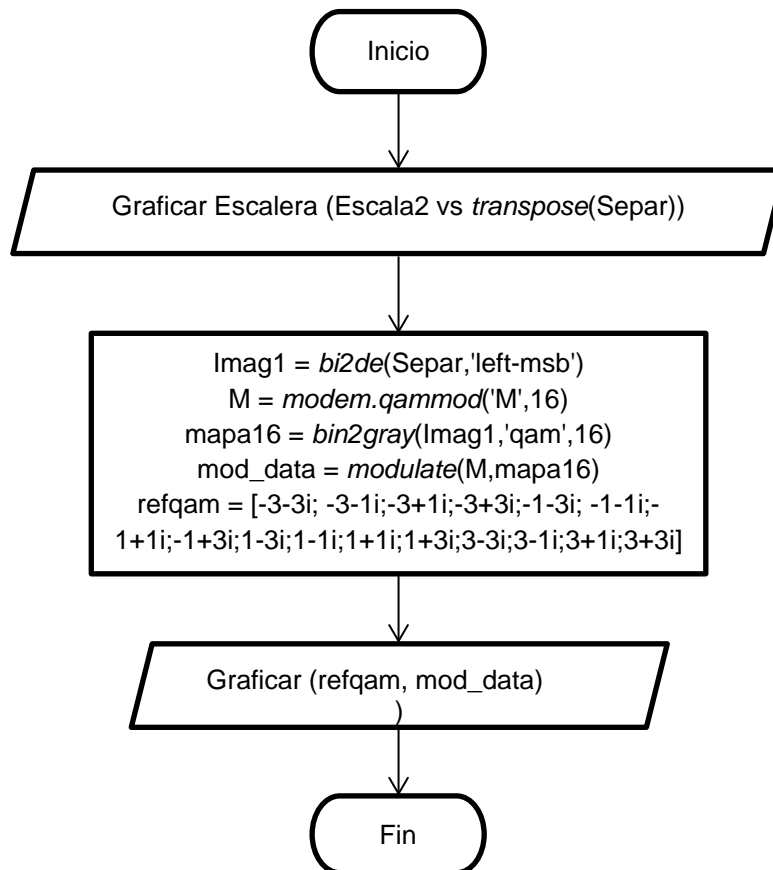 Inicio
Graficar Escalera (Escala2 vs transpose(Separ))
Imag1 = bi2de(Separ,'left-msb')
M = modem.qammod('M',16)
mapa16 = bin2gray(Imag1,'qam',16)
mod_data = modulate(M,mapa16)
refqam = [-3-3i; -3-1i;-3+1i;-3+3i;-1-3i; -1-1i;-
1+1i;-1+3i;1-3i;1-1i;1+1i;1+3i;3-3i;3-1i;3+1i;3+3i]
Graficar (refqam, mod_data)
)
Fin